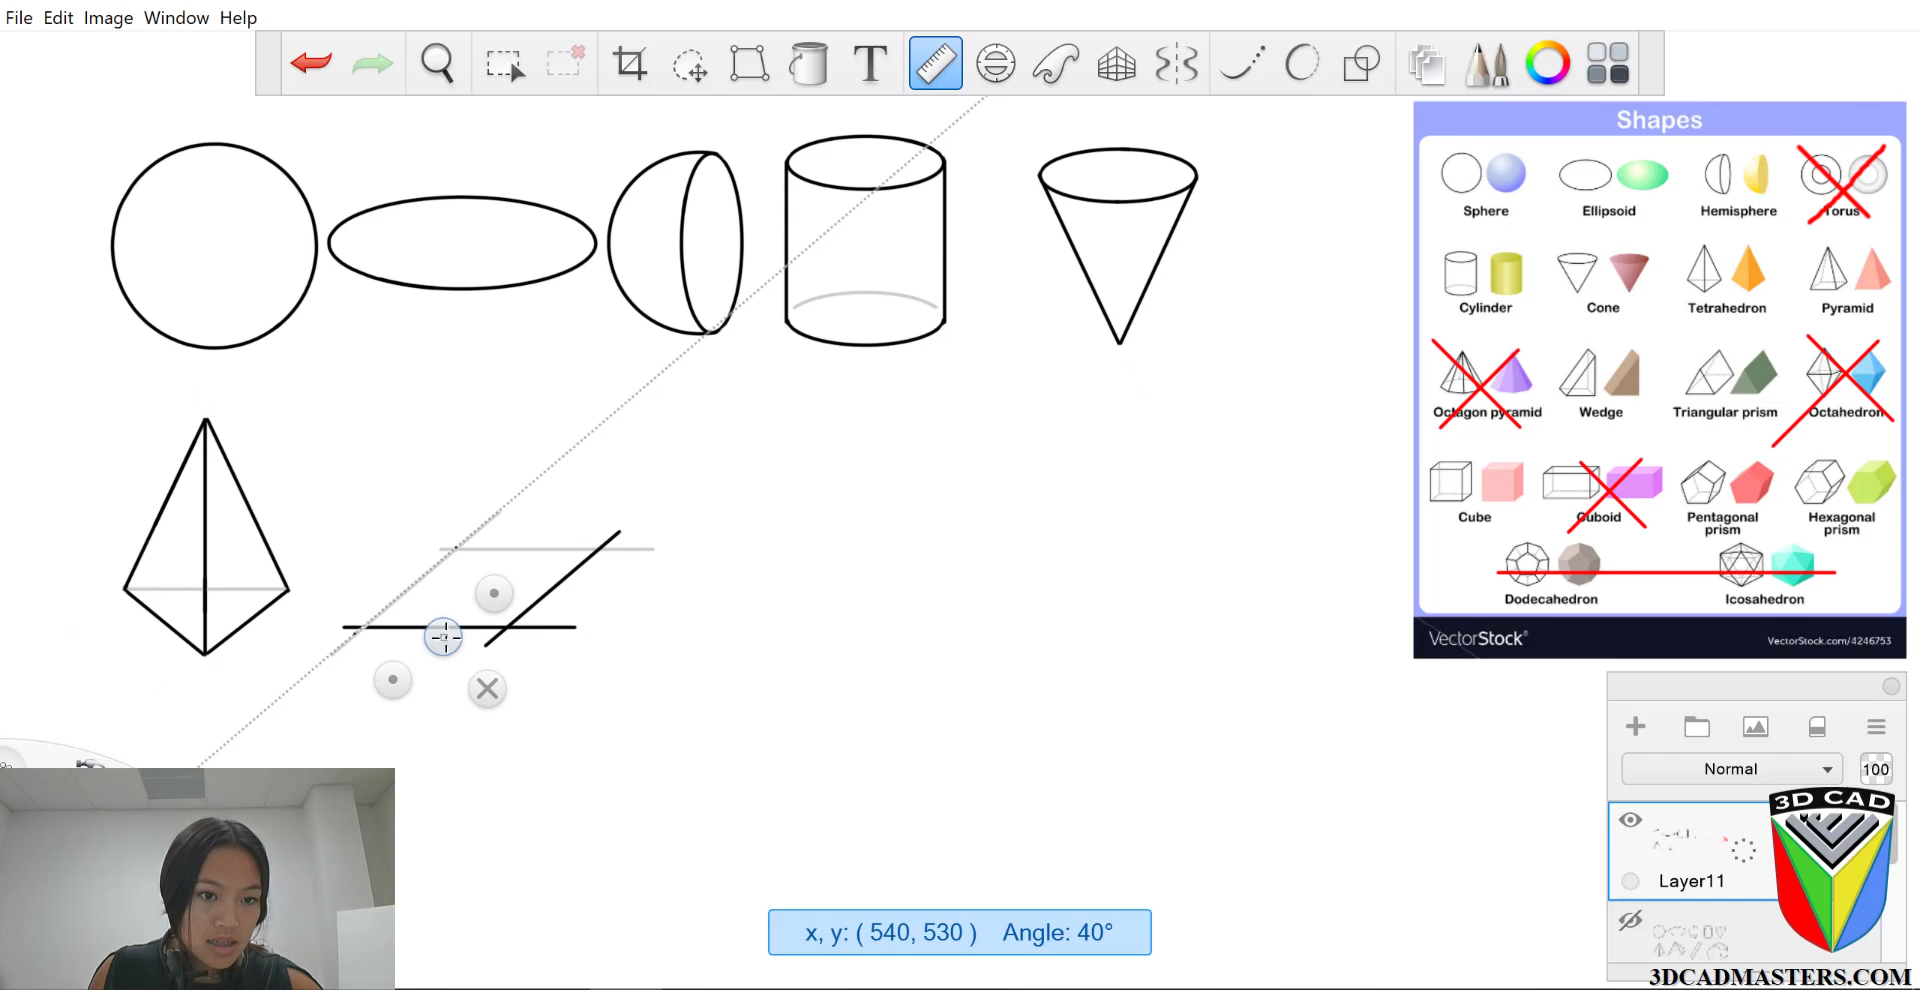 File Edit Image Window Help
T
Shapes
Sphere Ellipsoid Hemisphere Torus
Cylinder Cone Tetrahedron Pyramid
Octagon pyramid Wedge Triangular prism Octahedron
Cube Cuboid Pentagonal prism Hexagonal prism
Dodecahedron Icosahedron
VectorStock® VectorStock.com/4246753
Normal 100
Layer11
x, y: ( 540, 530 ) Angle: 40°
3D CAD
3DCADMASTERS.COM